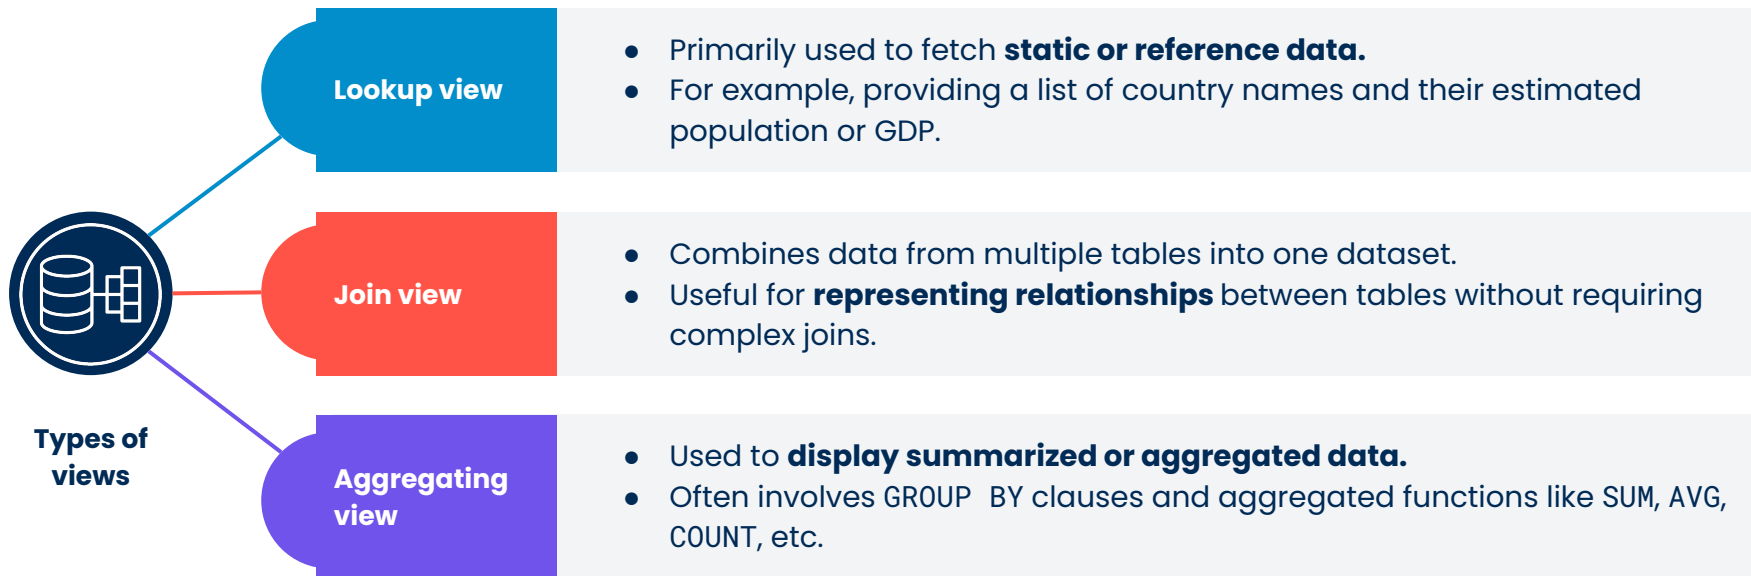 Lookup view
● Primarily used to fetch static or reference data.
● For example, providing a list of country names and their estimated
population or GDP.
Join view
● Combines data from multiple tables into one dataset.
● Useful for representing relationships between tables without requiring
complex joins.
Types of
views
Aggregating
view
● Used to display summarized or aggregated data.
● Often involves GROUP BY clauses and aggregated functions like SUM, AVG,
COUNT, etc.